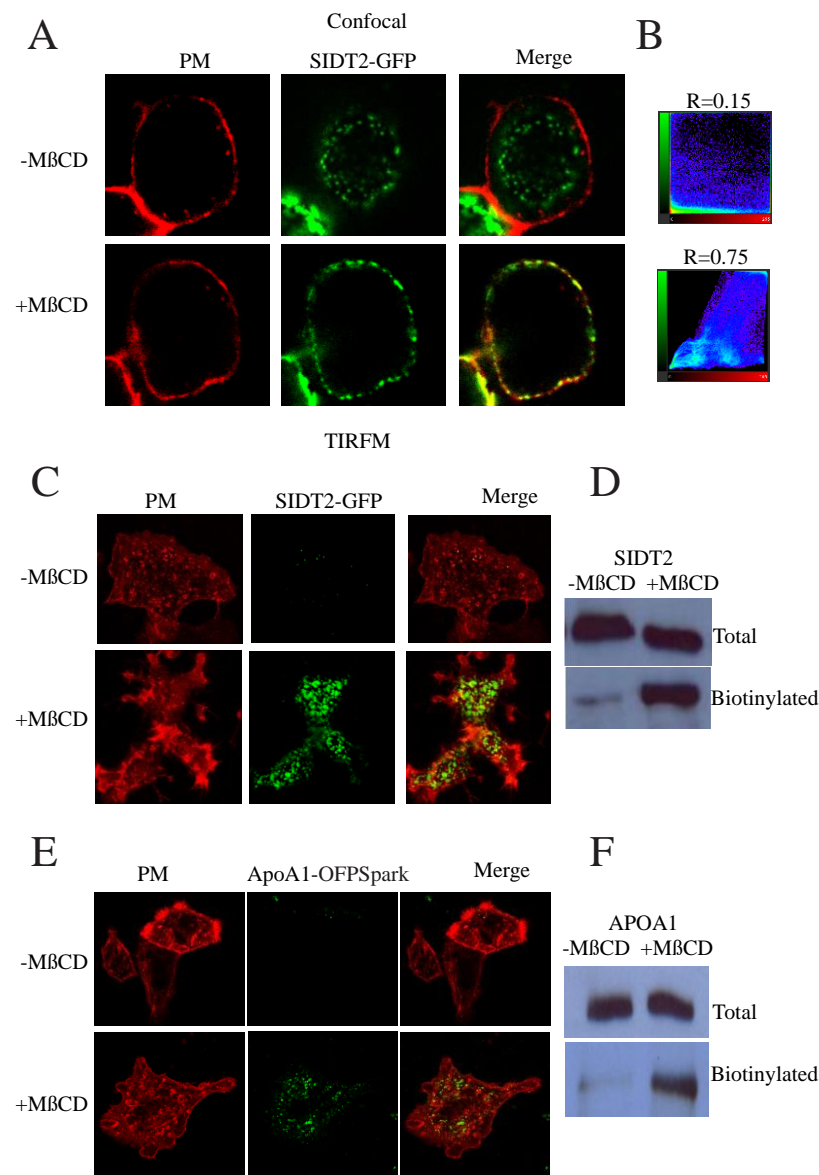 Confocal
A
B
PM SIDT2-GFP Merge
R=0.15
-MßCD
R=0.75
+MßCD
TIRFM
C
D
PM SIDT2-GFP Merge
SIDT2
-MßCD +MßCD
-MßCD
Total
Biotinylated
+MßCD
E
F
PM ApoA1-OFPSpark Merge
APOA1
-MßCD +MßCD
-MßCD
Total
Biotinylated
+MßCD